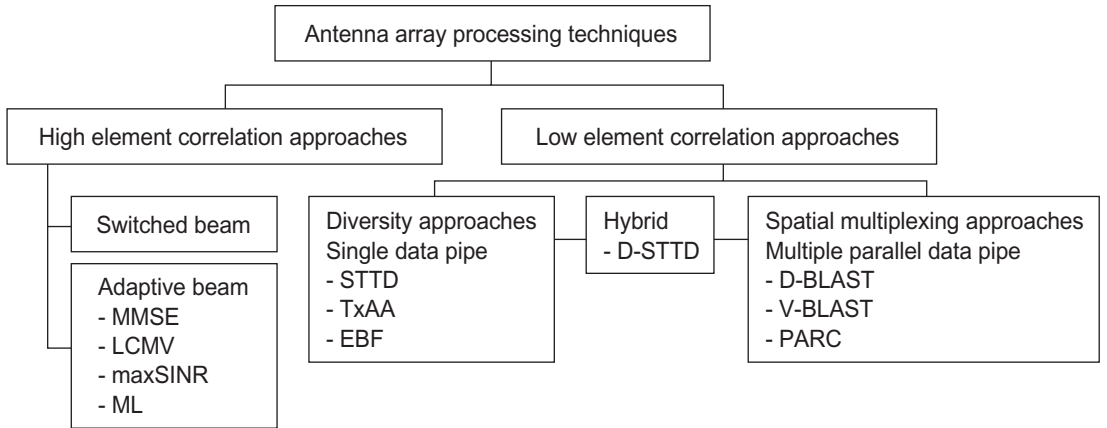 Antenna array processing techniques
High element correlation approaches
Low element correlation approaches
Switched beam
Adaptive beam
- MMSE
- LCMV
- maxSINR
- ML
Diversity approaches
Single data pipe
- STTD
- TxAA
- EBF
Hybrid
- D-STTD
Spatial multiplexing approaches
Multiple parallel data pipe
- D-BLAST
- V-BLAST
- PARC